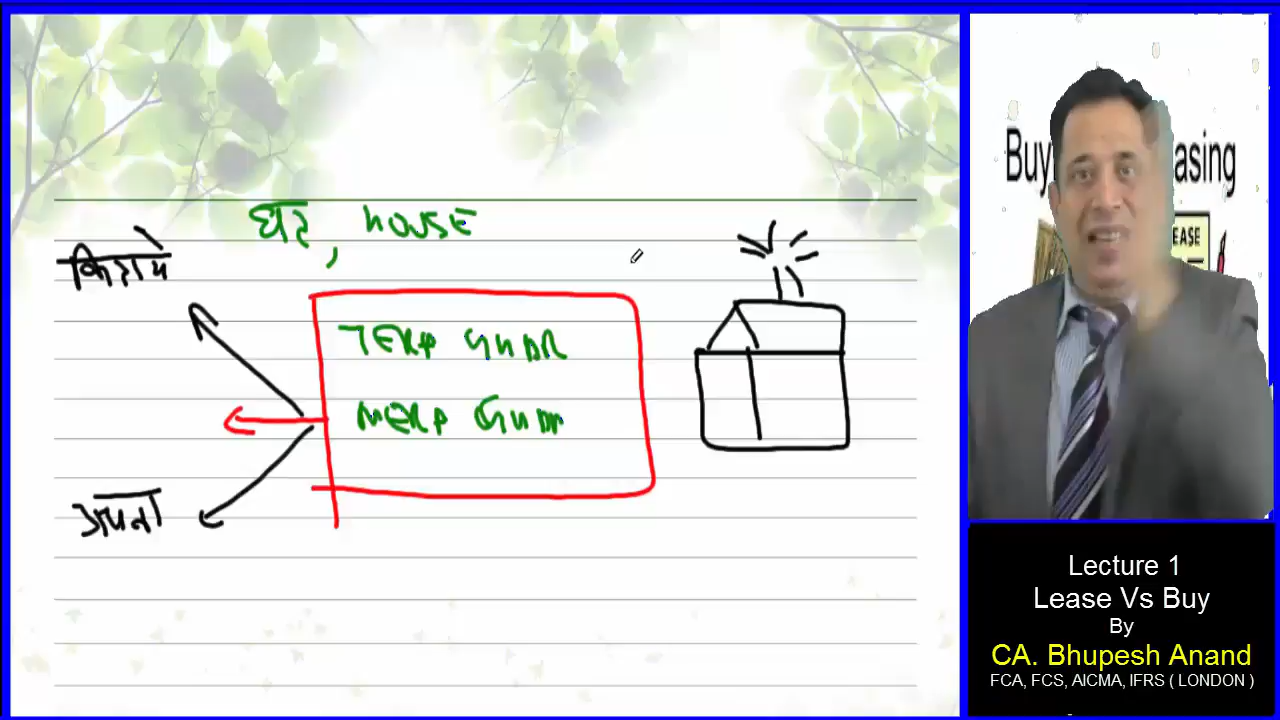 घर, HOUSE
किराये
TERA GHAR
MERA GHAR
अपना
Buy
asing
EASE
Lecture 1
Lease Vs Buy
By
CA. Bhupesh Anand
FCA, FCS, AICMA, IFRS ( LONDON )